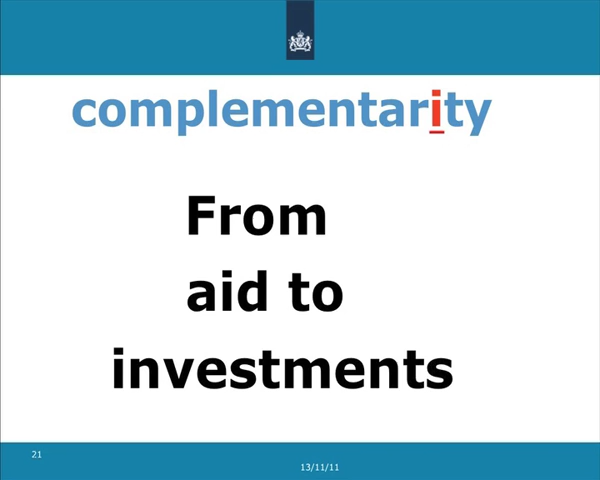 complementarity
From
aid to
investments
21
13/11/11